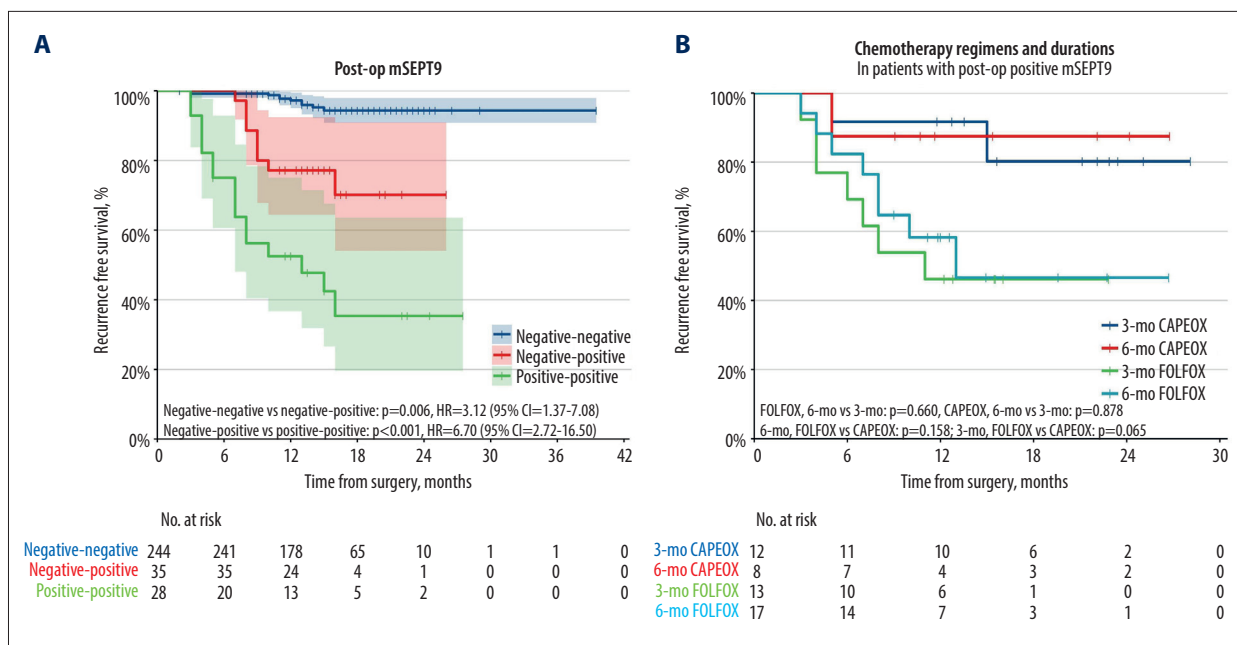 A
Post-op mSEPT9
Recurrence free survival, %
100%
80%
60%
40%
20%
0%
Negative-negative
Negative-positive
Positive-positive
Negative-negative vs negative-positive: p=0.006, HR=3.12 (95% CI=1.37-7.08)
Negative-positive vs positive-positive: p<0.001, HR=6.70 (95% CI=2.72-16.50)
0 6 12 18 24 30 36 42
Time from surgery, months
No. at risk
Negative-negative 244 241 178 65 10 1 1 0
Negative-positive 35 35 24 4 1 0 0 0
Positive-positive 28 20 13 5 2 0 0 0
B
Chemotherapy regimens and durations
In patients with post-op positive mSEPT9
Recurrence free survival, %
100%
80%
60%
40%
20%
0%
3-mo CAPEOX
6-mo CAPEOX
3-mo FOLFOX
6-mo FOLFOX
FOLFOX, 6-mo vs 3-mo: p=0.660, CAPEOX, 6-mo vs 3-mo: p=0.878
6-mo, FOLFOX vs CAPEOX: p=0.158; 3-mo, FOLFOX vs CAPEOX: p=0.065
0 6 12 18 24 30
Time from surgery, months
No. at risk
3-mo CAPEOX 12 11 10 6 2 0
6-mo CAPEOX 8 7 4 3 2 0
3-mo FOLFOX 13 10 6 1 0 0
6-mo FOLFOX 17 14 7 3 1 0